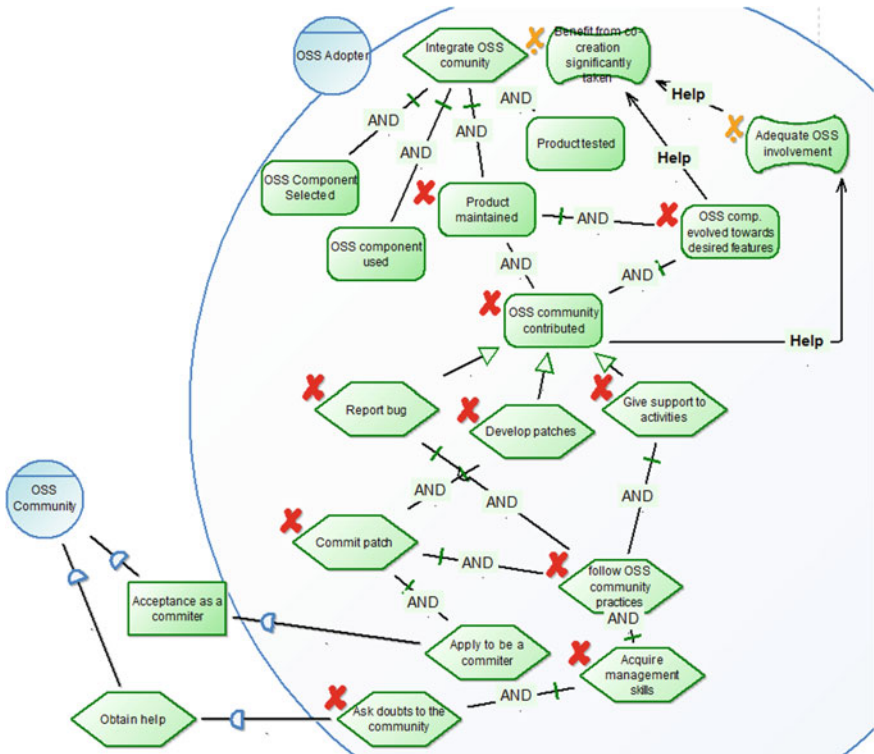 OSS Adopter
Integrate OSS
comunity
Benefit from co-
creation
significantly
taken
Help
AND
AND
AND
AND
Product tested
Adequate OSS
involvement
Help
OSS Component
Selected
Product
maintained
AND
OSS comp.
evolved towards
desired features
OSS component
used
AND
AND
OSS community
contributed
Help
Report bug
Develop patches
Give support to
activities
OSS
Community
AND
AND
AND
Commit patch
AND
follow OSS
community
practices
Acceptance as a
commiter
AND
AND
Apply to be a
commiter
Acquire
management
skills
Obtain help
Ask doubts to the
community
AND